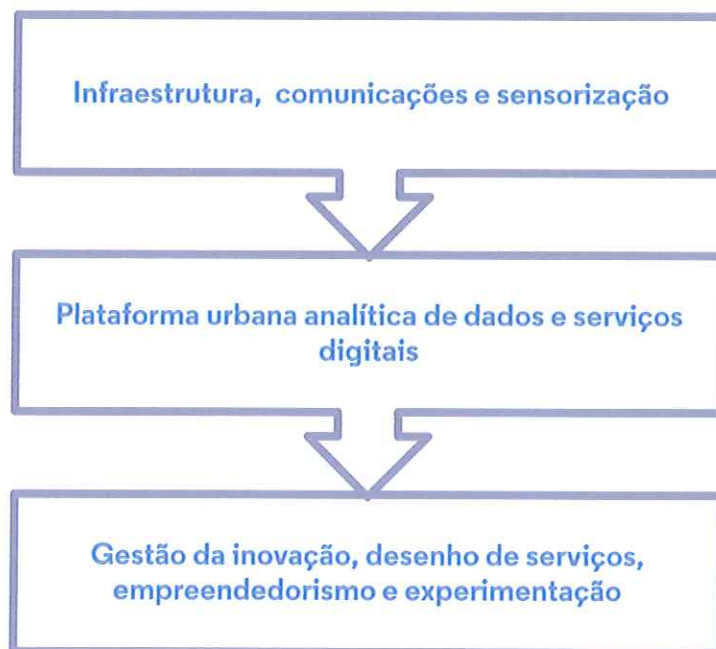 Infraestrutura, comunicações e sensorização
Plataforma urbana analítica de dados e serviços
digitais
Gestão da inovação, desenho de serviços,
empreendedorismo e experimentação